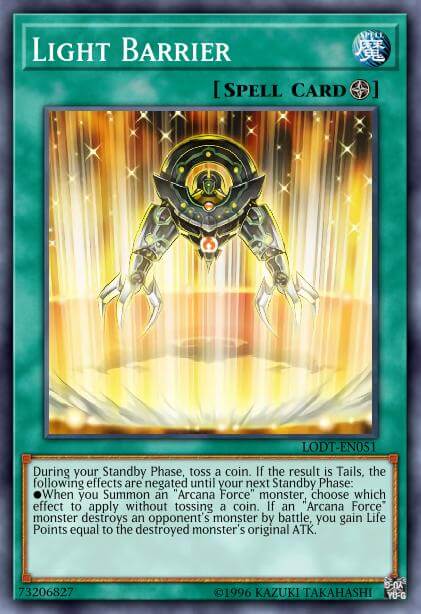 LIGHT BARRIER
SPELL
魔
[SPELL CARD]
LODT-EN051
During your Standby Phase, toss a coin. If the result is Tails, the
following effects are negated until your next Standby Phase:
●When you Summon an "Arcana Force" monster, choose which
effect to apply without tossing a coin. If an "Arcana Force"
monster destroys an opponent's monster by battle, you gain Life
Points equal to the destroyed monster's original ATK.
73206827
©1996 KAZUKI TAKAHASHI